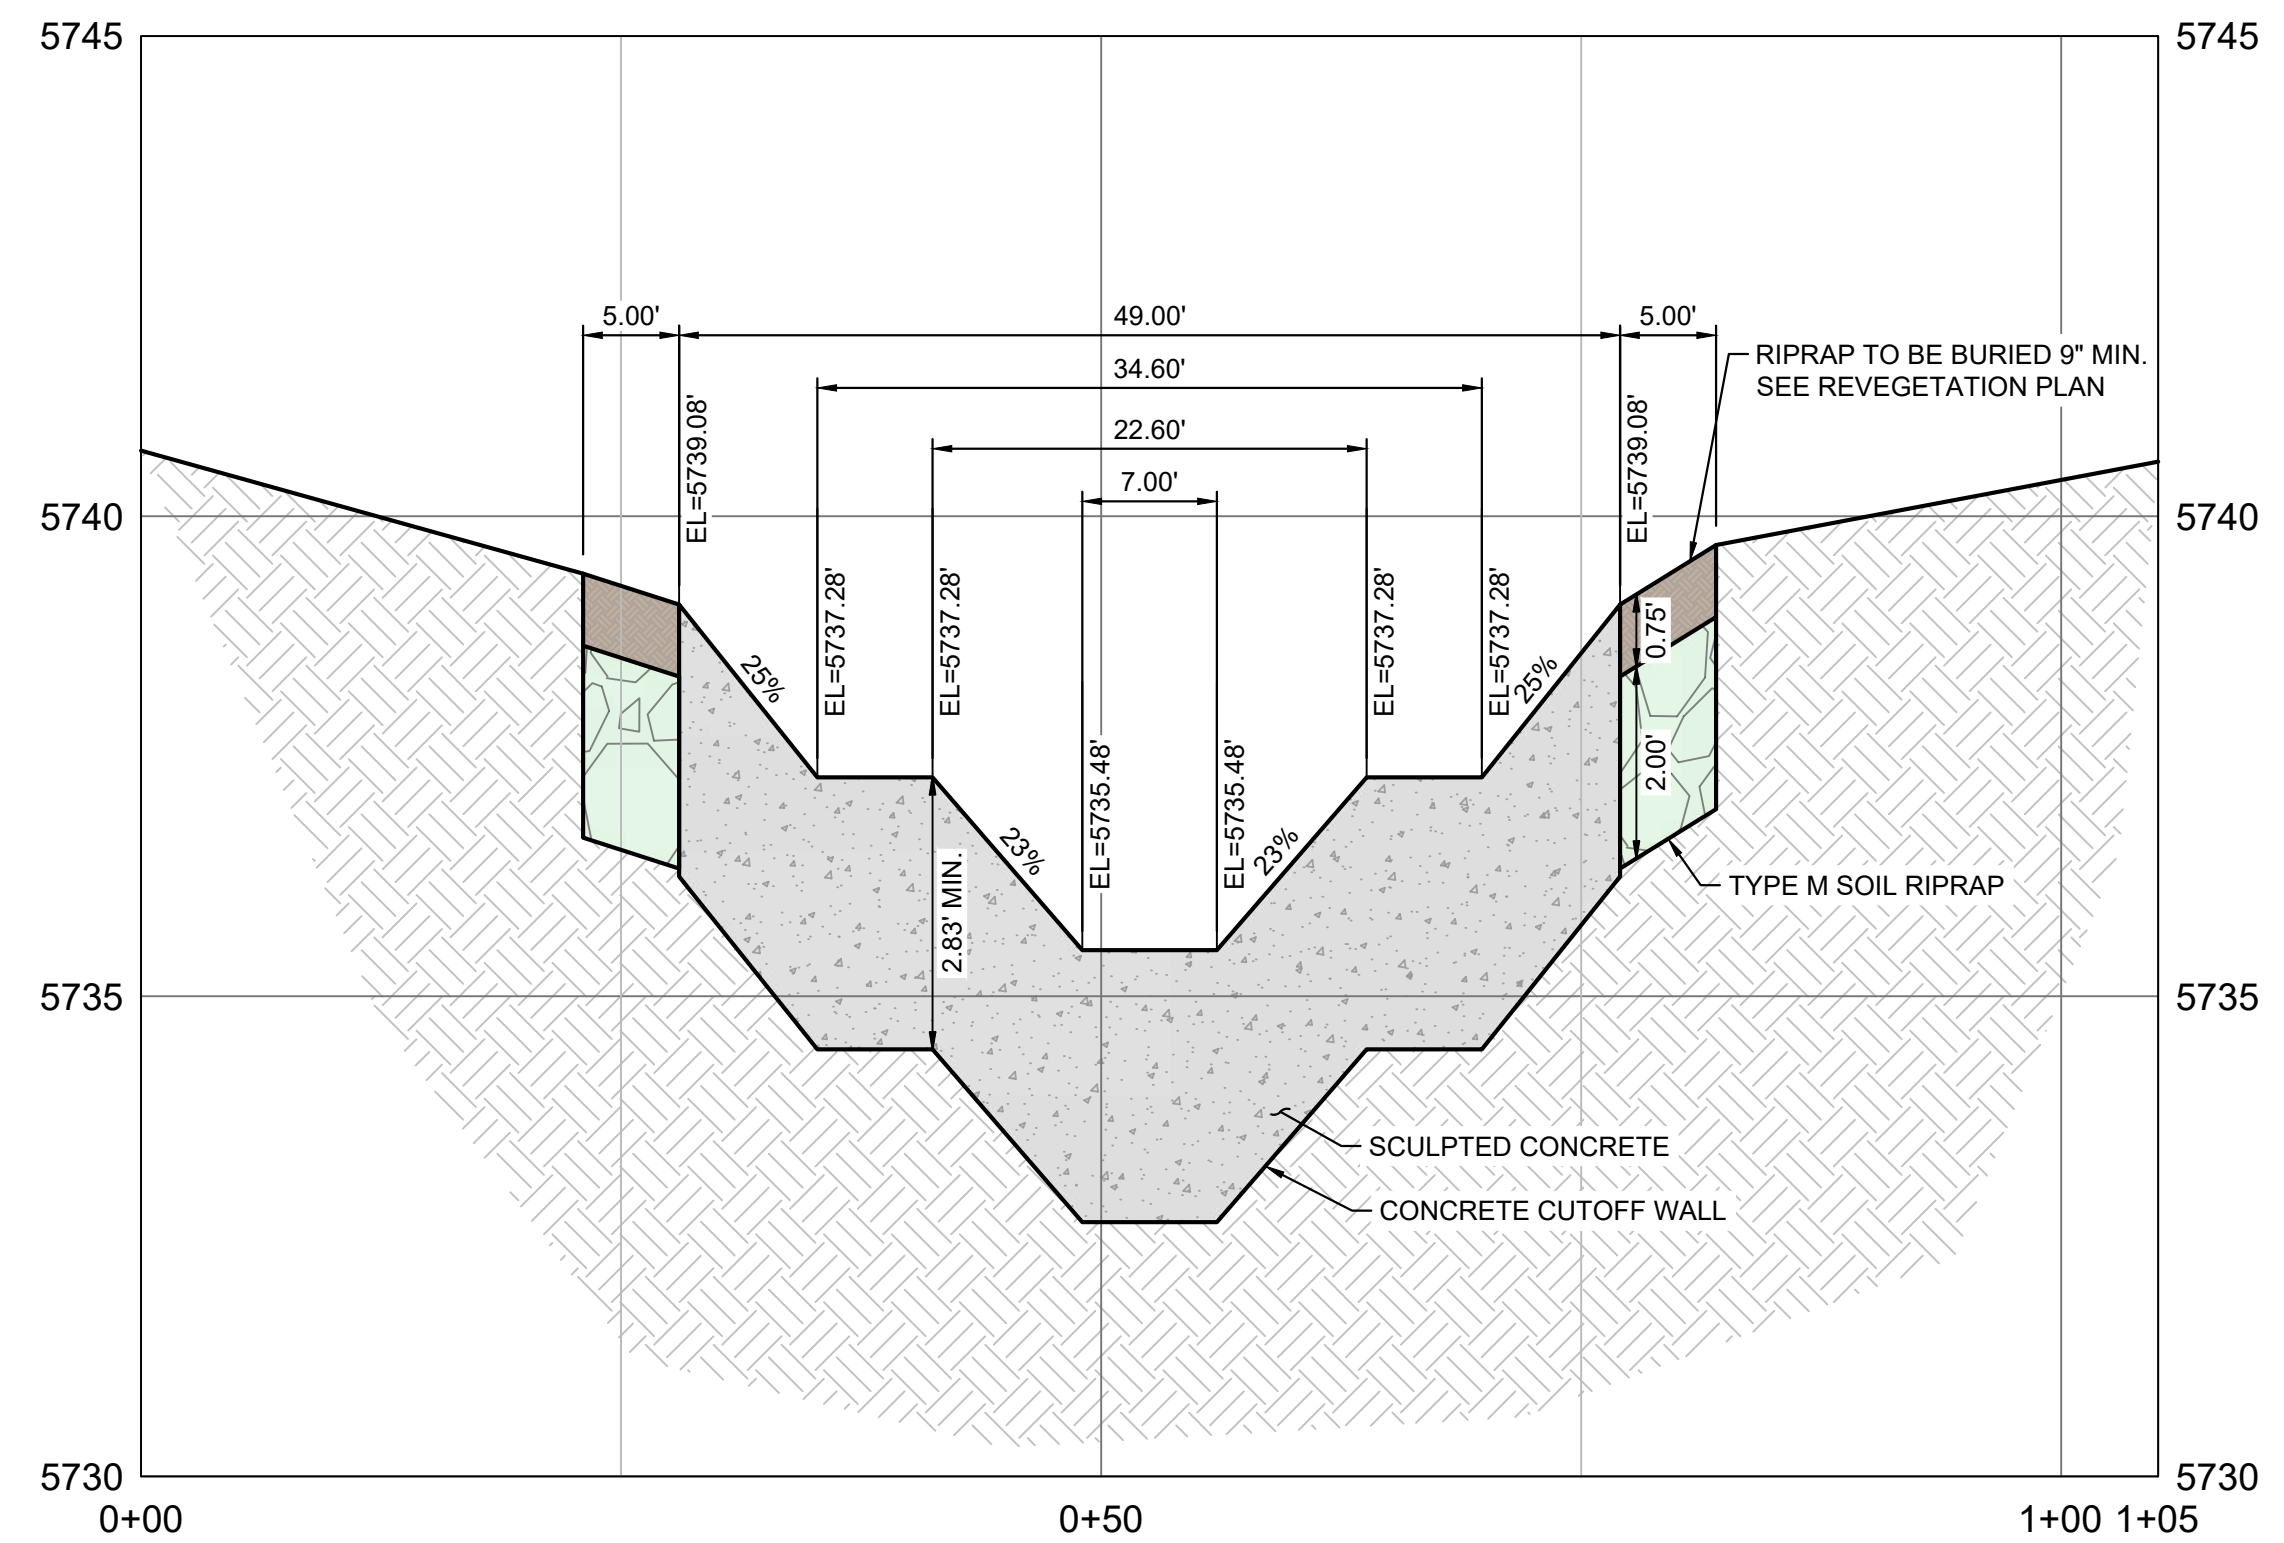 5745
5745
5.00'
49.00'
5.00'
RIPRAP TO BE BURIED 9" MIN.
SEE REVEGETATION PLAN
34.60'
22.60'
7.00'
EL=5739.08'
EL=5739.08'
5740
5740
EL=5737.28'
EL=5737.28'
EL=5737.28'
EL=5737.28'
0.75'
25%
25%
EL=5735.48'
EL=5735.48'
2.00'
23%
23%
2.83' MIN.
TYPE M SOIL RIPRAP
5735
5735
SCULPTED CONCRETE
CONCRETE CUTOFF WALL
5730
5730
0+00
0+50
1+00
1+05